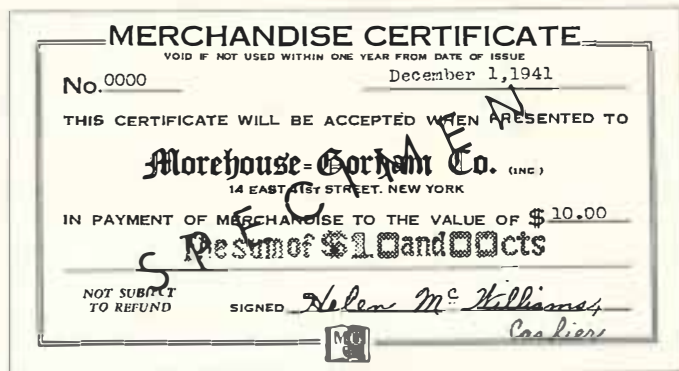 MERCHANDISE CERTIFICATE
VOID IF NOT USED WITHIN ONE YEAR FROM DATE OF ISSUE
No. 0000
December 1,1941
THIS CERTIFICATE WILL BE ACCEPTED WHEN PRESENTED TO
Morehouse-Gorham Co. (INC)
14 EAST 41ST STREET. NEW YORK
IN PAYMENT OF MERCHANDISE TO THE VALUE OF $ 10.00
The sum of $10 and 00 cts
SPECIMEN
NOT SUBJECT
TO REFUND
SIGNED Helen McWilliams,
Cashier
MG